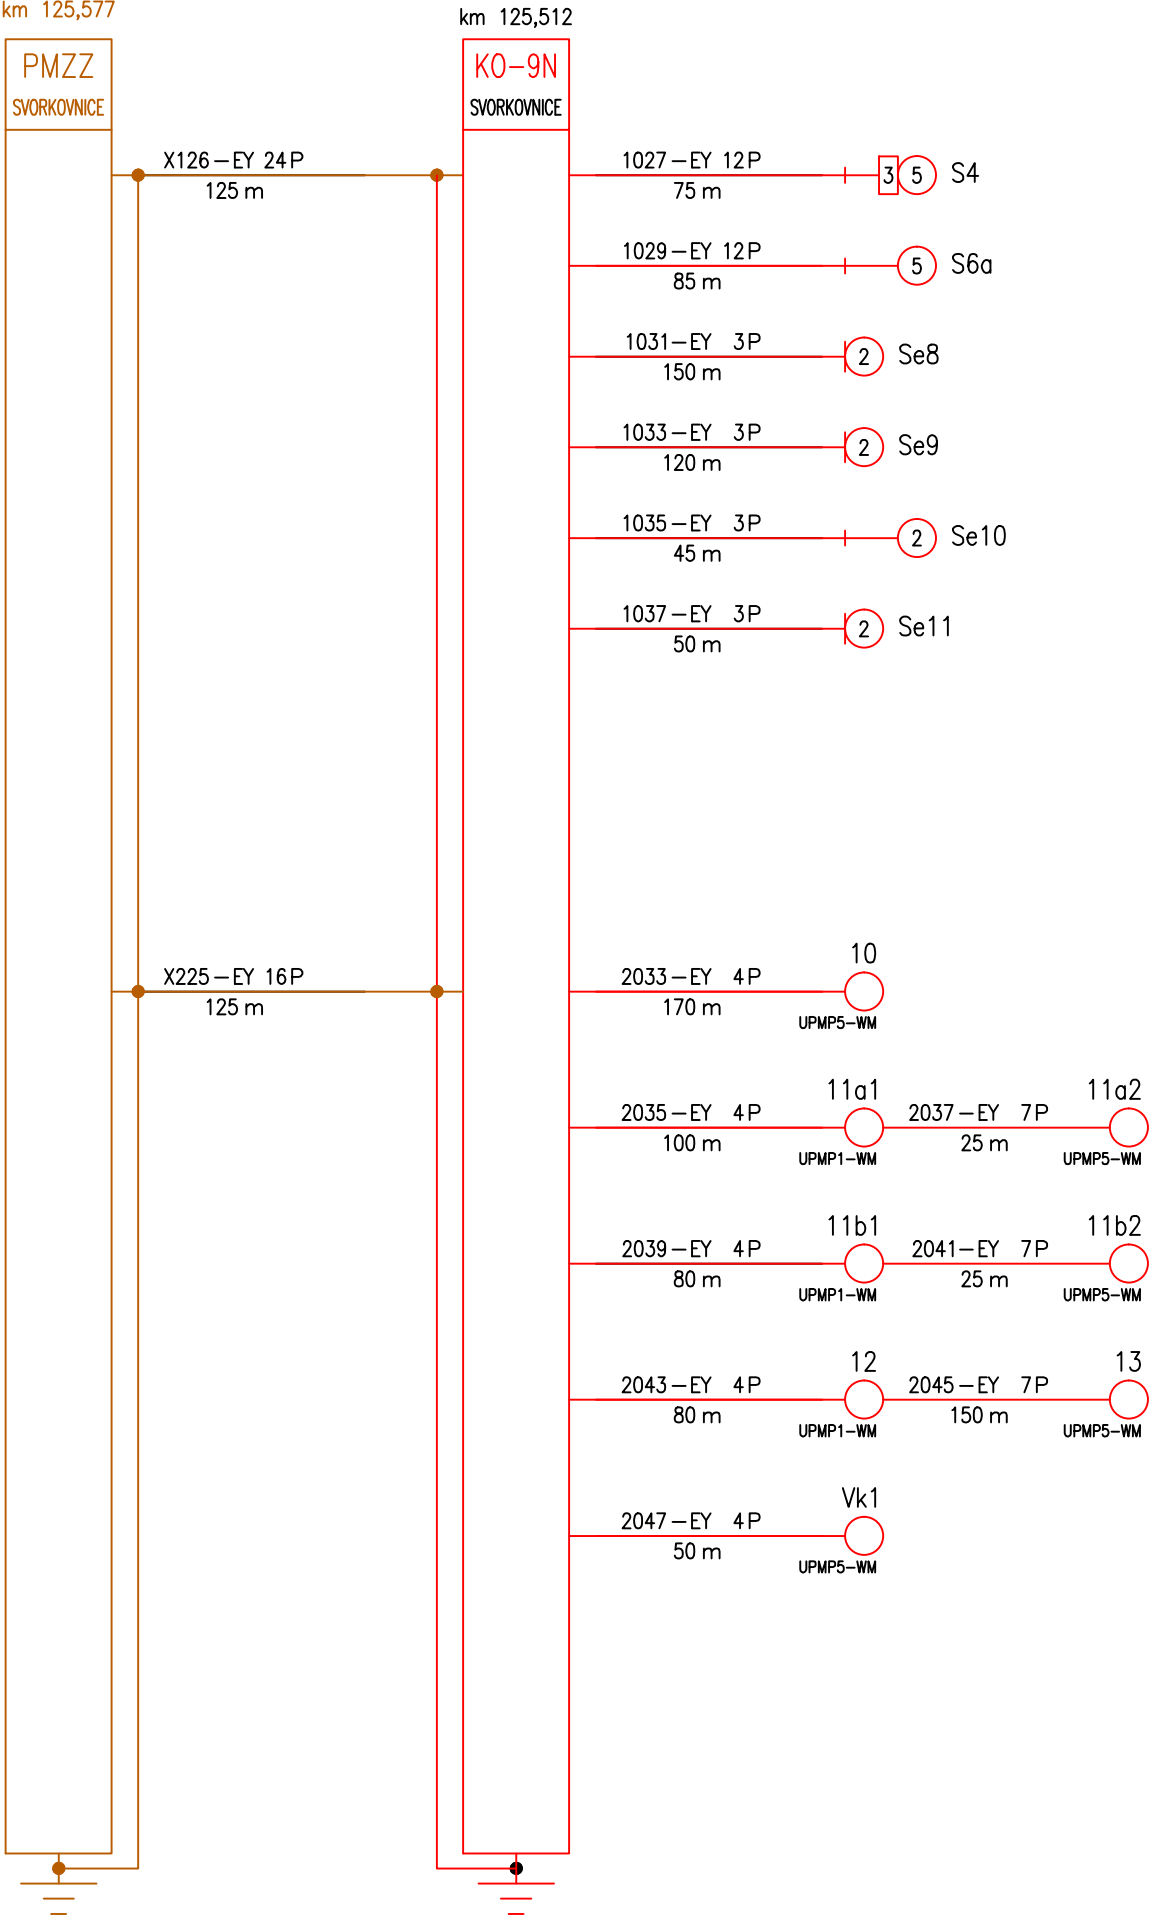 km 125,577
km 125,512
PMZZ
SVORKOVNICE
KO-9N
SVORKOVNICE
X126-EY 24P
125 m
1027-EY 12P
75 m
3
5
S4
1029-EY 12P
85 m
5
S6a
1031-EY 3P
150 m
2
Se8
1033-EY 3P
120 m
2
Se9
1035-EY 3P
45 m
2
Se10
1037-EY 3P
50 m
2
Se11
X225-EY 16P
125 m
2033-EY 4P
170 m
10
UPMP5-WM
2035-EY 4P
100 m
11a1
UPMP1-WM
2037-EY 7P
25 m
11a2
UPMP5-WM
2039-EY 4P
80 m
11b1
UPMP1-WM
2041-EY 7P
25 m
11b2
UPMP5-WM
2043-EY 4P
80 m
12
UPMP1-WM
2045-EY 7P
150 m
13
UPMP5-WM
2047-EY 4P
50 m
Vk1
UPMP5-WM